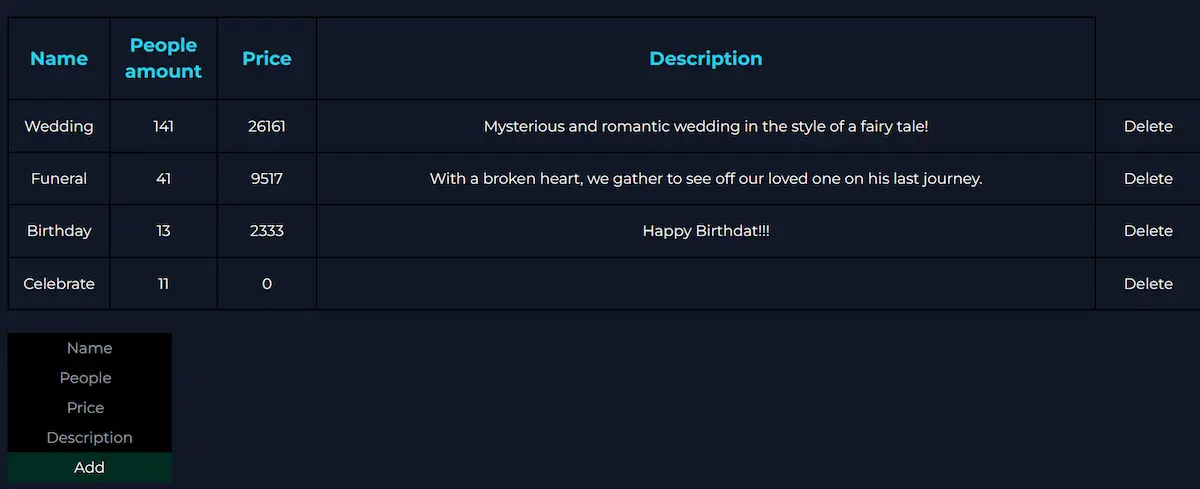 Name People amount Price Description
Wedding 141 26161 Mysterious and romantic wedding in the style of a fairy tale! Delete
Funeral 41 9517 With a broken heart, we gather to see off our loved one on his last journey. Delete
Birthday 13 2333 Happy Birthdat!!! Delete
Celebrate 11 0 Delete
Name
People
Price
Description
Add